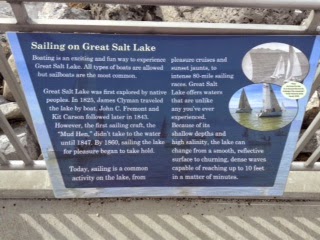 Sailing on Great Salt Lake
Boating is an exciting and fun way to experience
Great Salt Lake. All types of boats are allowed
but sailboats are the most common.
Great Salt Lake was first explored by native
peoples. In 1825, James Clyman traveled
the lake by boat. John C. Fremont and
Kit Carson followed later in 1843.
However, the first sailing craft, the
"Mud Hen," didn't take to the water
until 1847. By 1860, sailing the lake
for pleasure began to take hold.
Today, sailing is a common
activity on the lake, from
pleasure cruises and
sunset jaunts, to
intense 80-mile sailing
races. Great Salt
Lake offers waters
that are unlike
any you've ever
experienced.
Because of its
shallow depths and
high salinity, the lake can
change from a smooth, reflective
surface to churning, dense waves
capable of reaching up to 10 feet
in a matter of minutes.